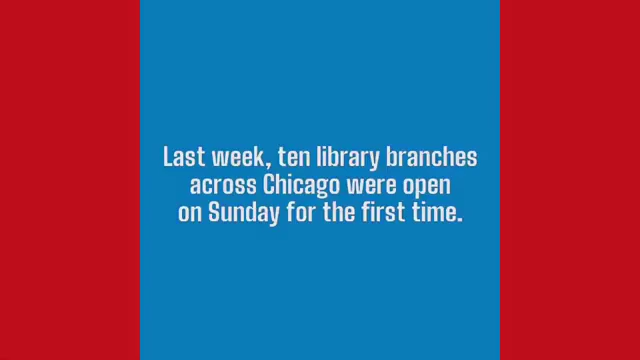 Last week, ten library branches
across Chicago were open
on Sunday for the first time.